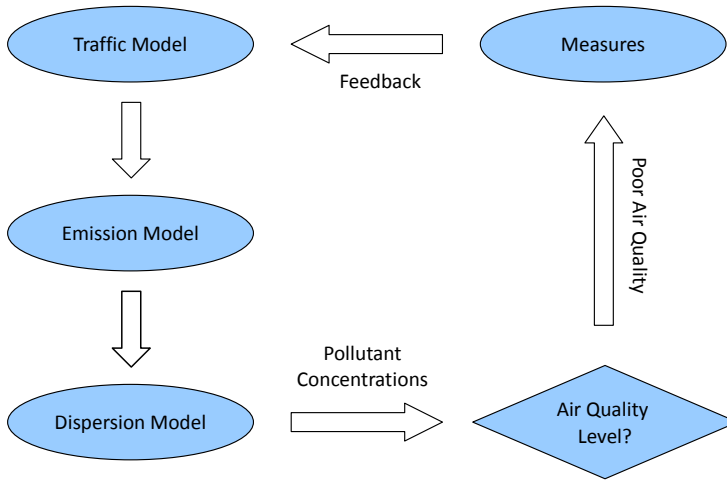 Traffic Model
Measures
Feedback
Emission Model
Poor Air Quality
Pollutant
Concentrations
Dispersion Model
Air Quality
Level?